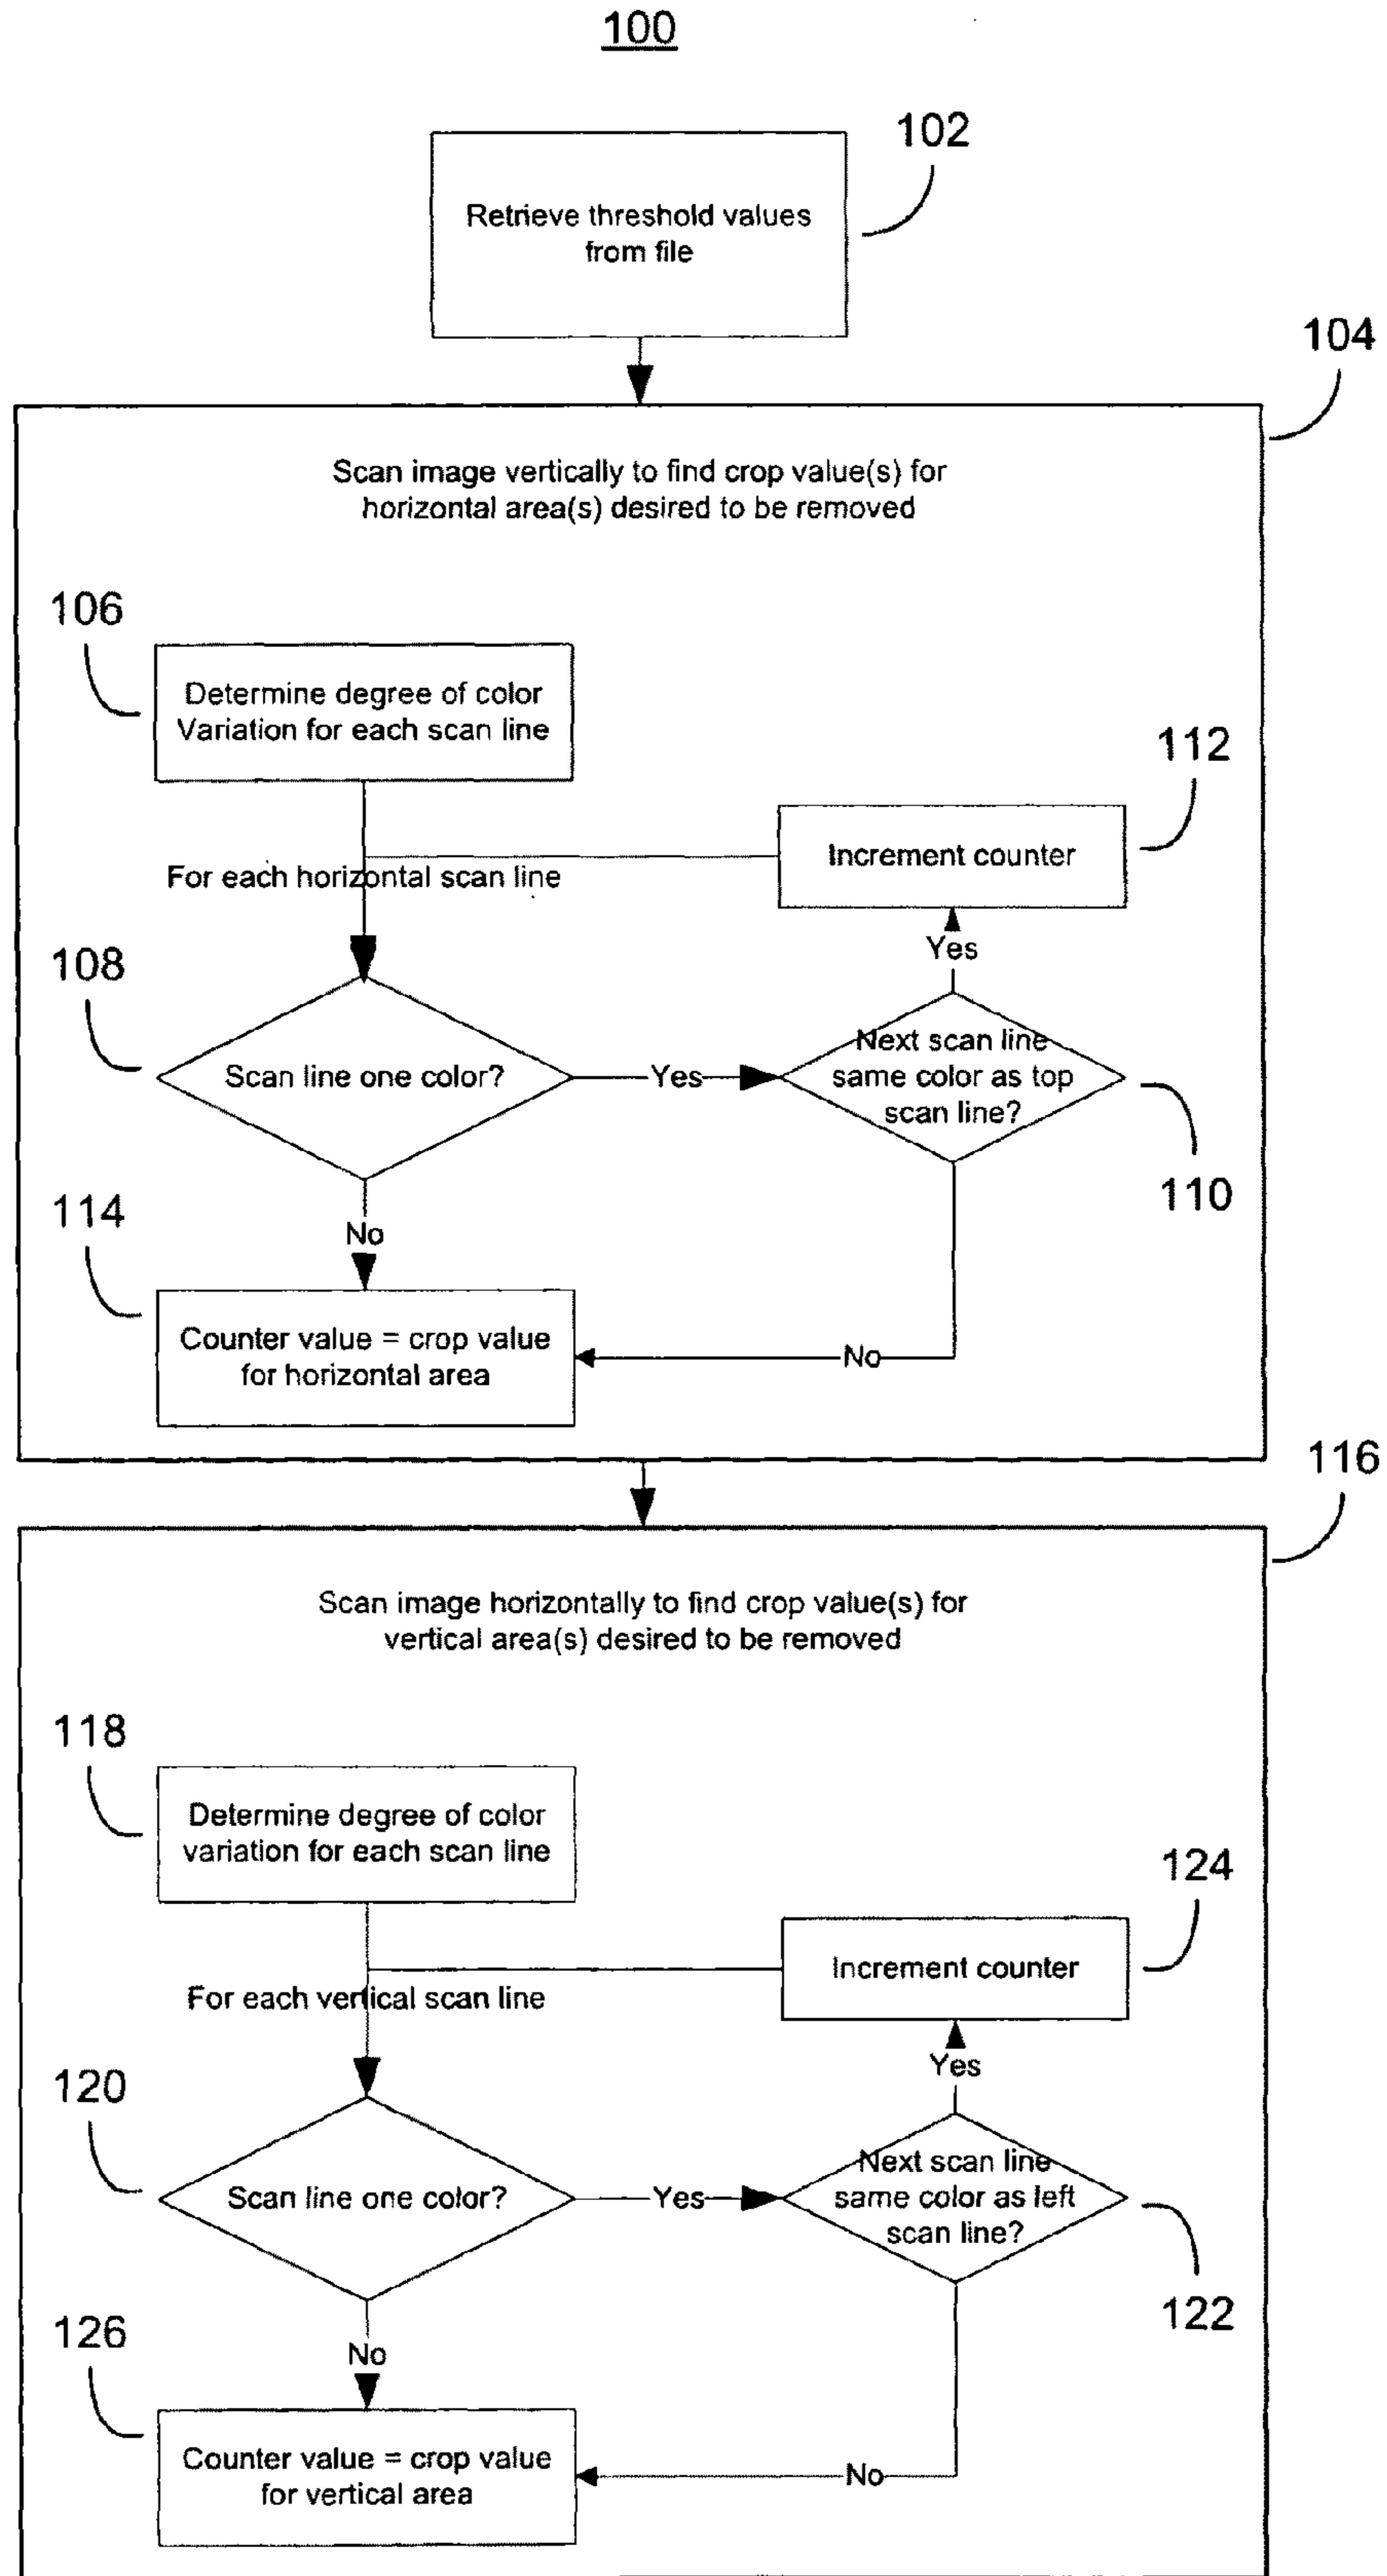 100
102
Retrieve threshold values
from file
104
Scan image vertically to find crop value(s) for
horizontal area(s) desired to be removed
106
Determine degree of color
Variation for each scan line
112
Increment counter
For each horizontal scan line
Yes
108
Scan line one color?
Yes
Next scan line
same color as top
scan line?
110
114
No
Counter value = crop value
for horizontal area
No
116
Scan image horizontally to find crop value(s) for
vertical area(s) desired to be removed
118
Determine degree of color
variation for each scan line
124
Increment counter
For each vertical scan line
Yes
120
Scan line one color?
Yes
Next scan line
same color as left
scan line?
122
126
No
Counter value = crop value
for vertical area
No